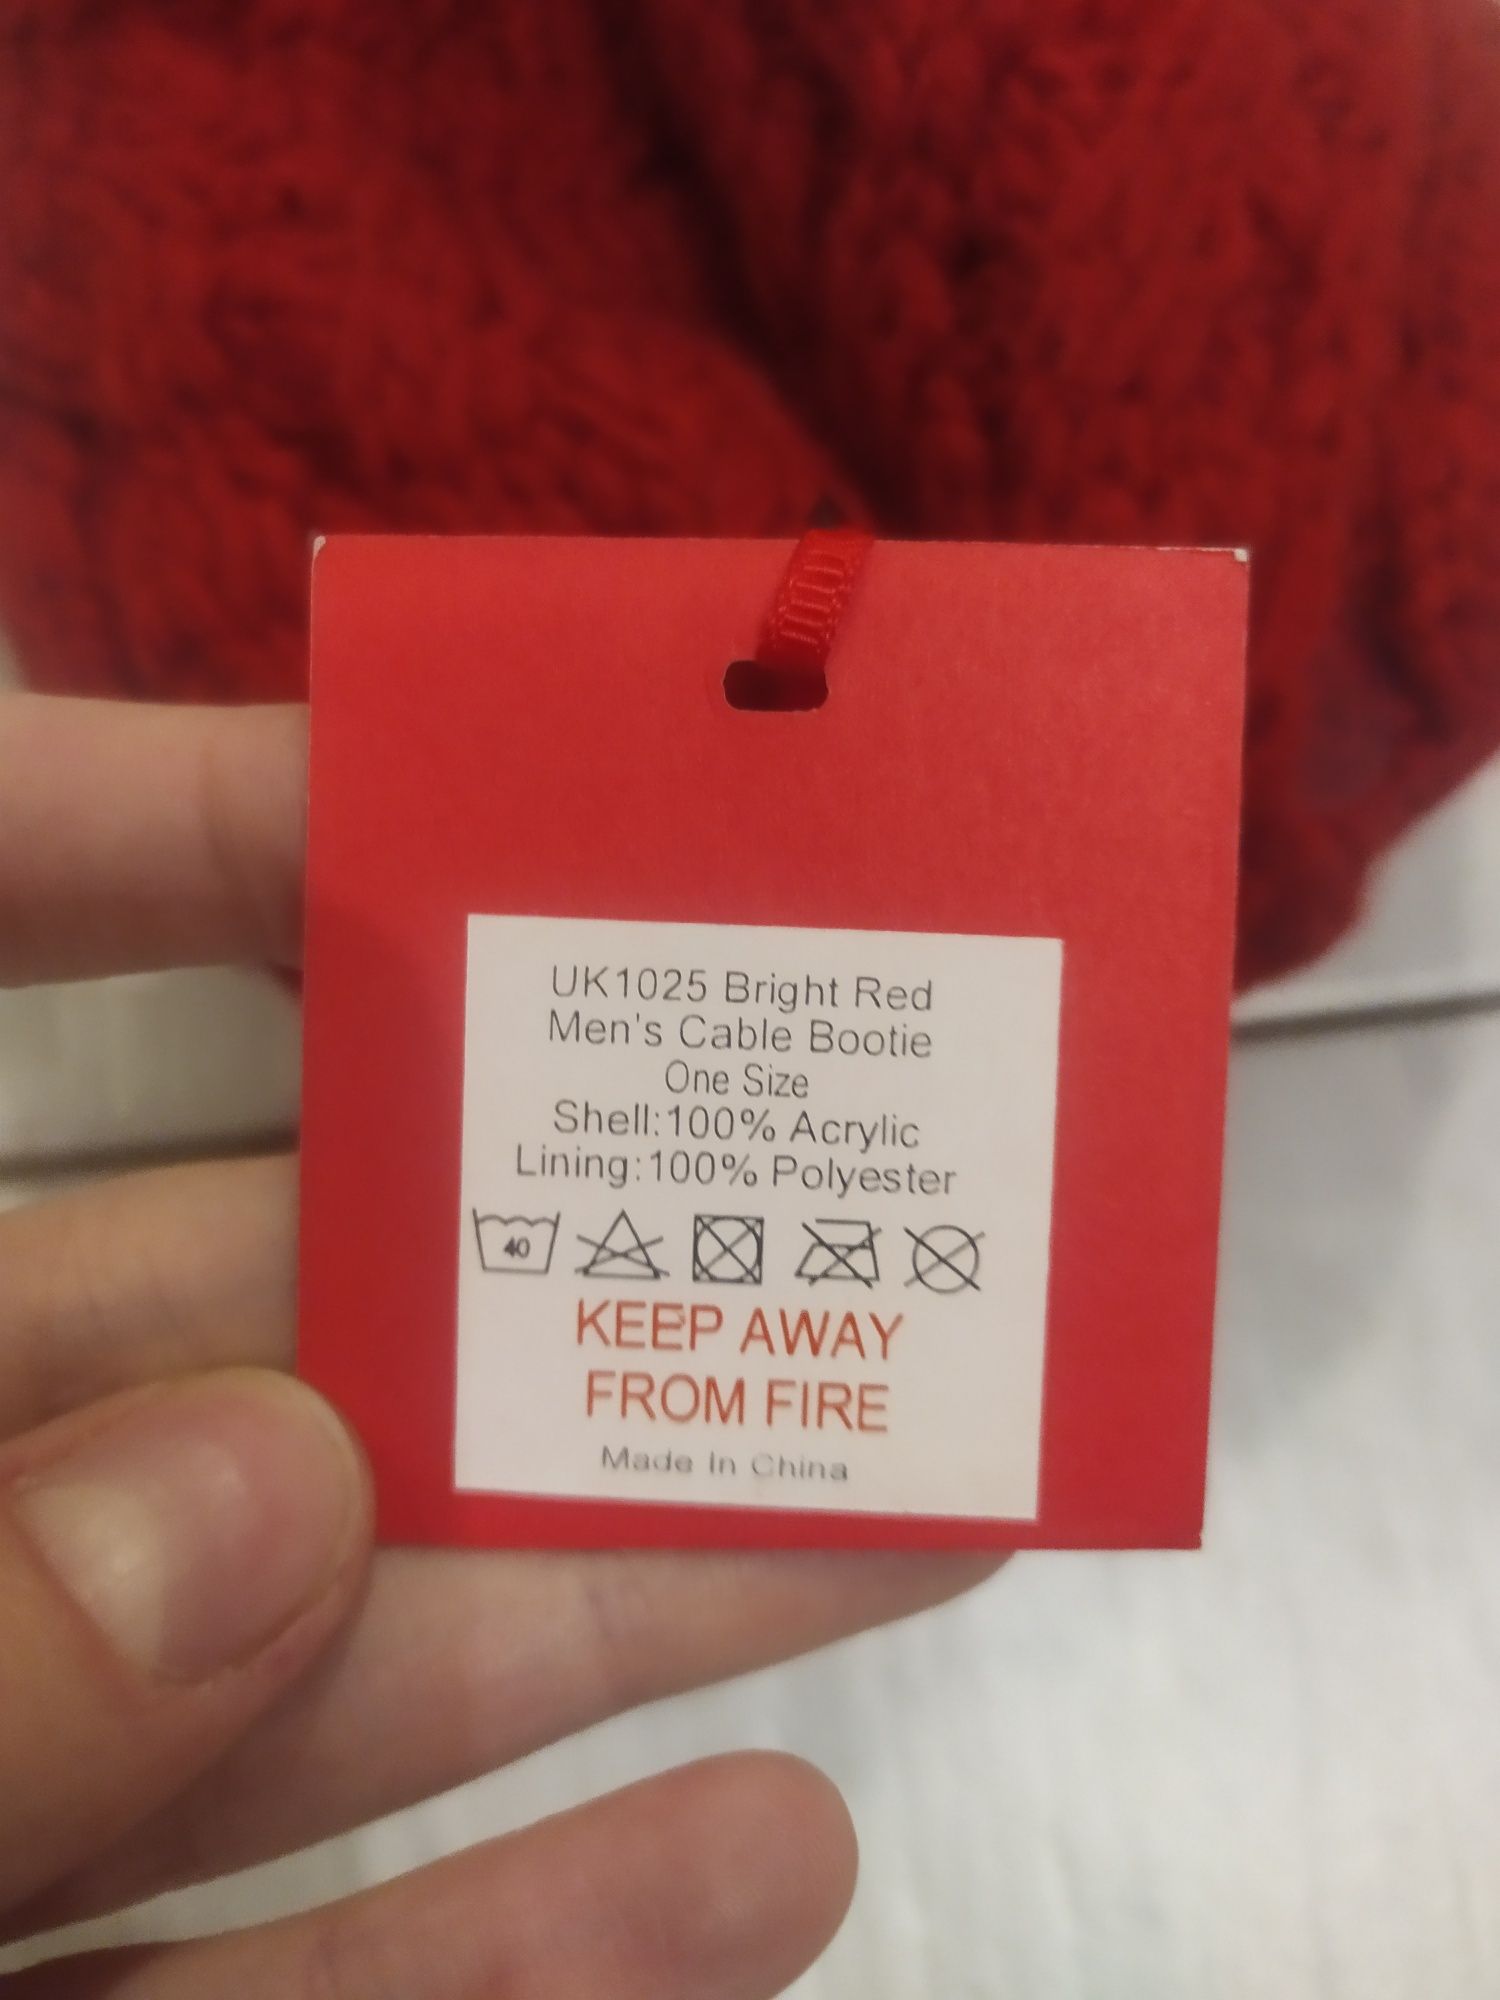 UK1025 Bright Red
Men's Cable Bootie
One Size
Shell:100% Acrylic
Lining:100% Polyester
40
KEEP AWAY
FROM FIRE
Made In China